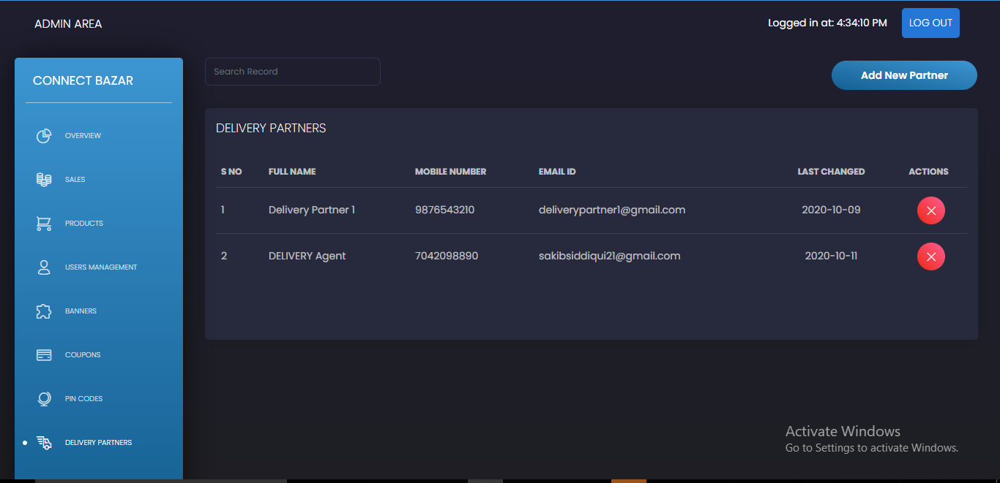 ADMIN AREA
Logged in at: 4:34:10 PM
LOG OUT
CONNECT BAZAR
OVERVIEW
SALES
PRODUCTS
USERS MANAGEMENT
BANNERS
COUPONS
PIN CODES
DELIVERY PARTNERS
Search Record
Add New Partner
DELIVERY PARTNERS
S NO FULL NAME MOBILE NUMBER EMAIL ID LAST CHANGED ACTIONS
1 Delivery Partner 1 9876543210 deliverypartner1@gmail.com 2020-10-09
2 DELIVERY Agent 7042098890 sakibsiddiqui21@gmail.com 2020-10-11
Activate Windows
Go to Settings to activate Windows.